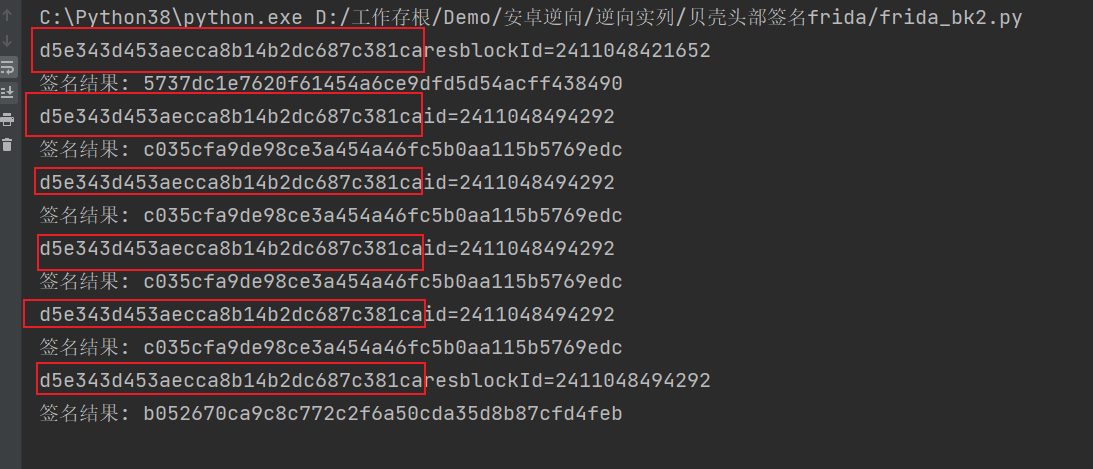 C:\Python38\python.exe D:/工作存根/Demo/安卓逆向/逆向实列/贝壳头部签名frida/frida_bk2.py
d5e343d453aecca8b14b2dc687c381caresblockId=2411048421652
签名结果: 5737dc1e7620f61454a6ce9dfd5d54acff438490
d5e343d453aecca8b14b2dc687c381caid=2411048494292
签名结果: c035cfa9de98ce3a454a46fc5b0aa115b5769edc
d5e343d453aecca8b14b2dc687c381caid=2411048494292
签名结果: c035cfa9de98ce3a454a46fc5b0aa115b5769edc
d5e343d453aecca8b14b2dc687c381caid=2411048494292
签名结果: c035cfa9de98ce3a454a46fc5b0aa115b5769edc
d5e343d453aecca8b14b2dc687c381caid=2411048494292
签名结果: c035cfa9de98ce3a454a46fc5b0aa115b5769edc
d5e343d453aecca8b14b2dc687c381caresblockId=2411048494292
签名结果: b052670ca9c8c772c2f6a50cda35d8b87cfd4feb